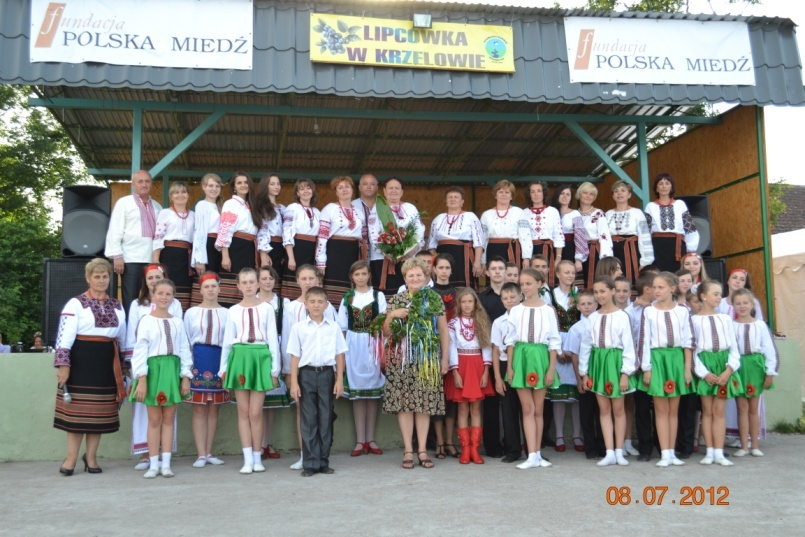 fundacja
POLSKA MIEDŹ
LIPCÓWKA
W KRZELOWIE
fundacja
POLSKA MIEDŹ
08.07.2012